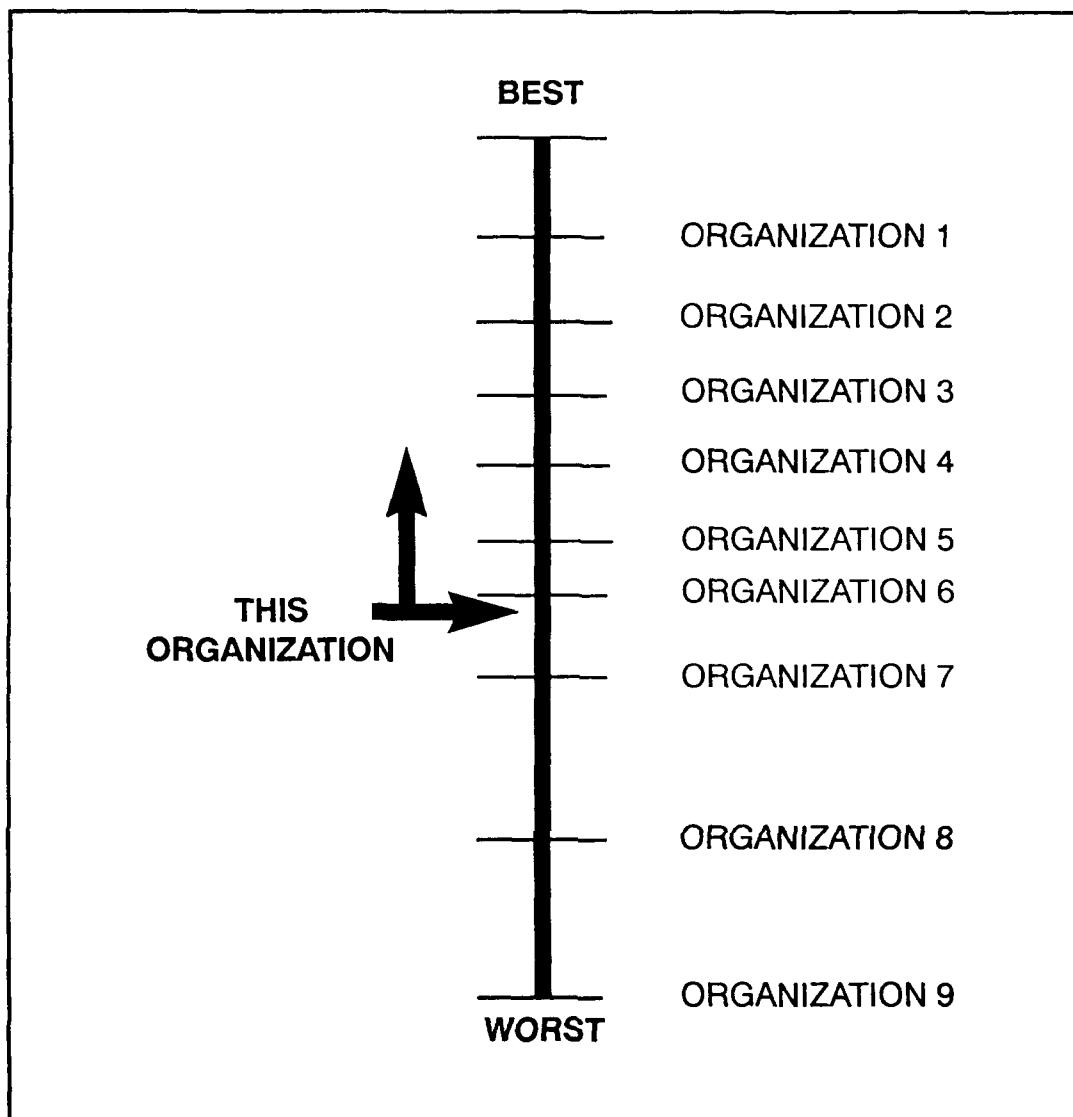 BEST
ORGANIZATION 1
ORGANIZATION 2
ORGANIZATION 3
ORGANIZATION 4
ORGANIZATION 5
ORGANIZATION 6
THIS
ORGANIZATION
ORGANIZATION 7
ORGANIZATION 8
ORGANIZATION 9
WORST